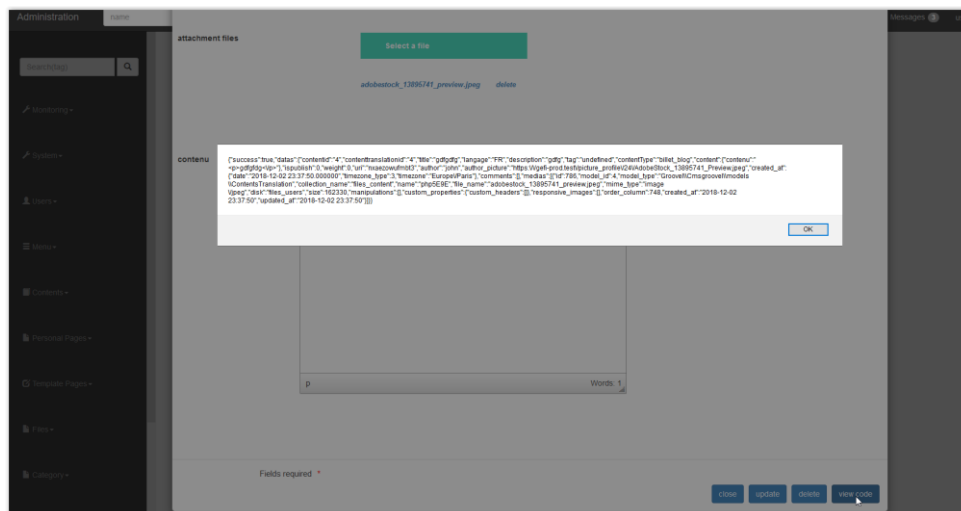 Administration
name
Messages 3
attachment files
Select a file
Search(tag)
adobestock_13895741_preview.jpeg delete
Monitoring
System
contenu
{"success":true,"datas":{"contentid":"4","contenttranslationid":"4","title":"gdfgdfg","langage":"FR","description":"gdfg","tag":"undefined","contentType":"billet_blog","content":{"contenu":"
<p>gdfgfdg<\/p>"},"ispublish":0,"weight":0,"url":"nxaezowufmbt3","author":"john","author_picture":"https:\/\/gefi-prod.test\/picture_profile\/24\/AdobeStock_13895741_Preview.jpeg","created_at":
{"date":"2018-12-02 23:37:50.000000","timezone_type":3,"timezone":"Europe\/Paris"},"comments":[],"medias":[{"id":786,"model_id":4,"model_type":"Groovel\\Cmsgroovel\\models
\\ContentsTranslation","collection_name":"files_content","name":"php5E9E","file_name":"adobestock_13895741_preview.jpeg","mime_type":"image
\/jpeg","disk":"files_users","size":162330,"manipulations":[],"custom_properties":{"custom_headers":[]},"responsive_images":[],"order_column":748,"created_at":"2018-12-02
23:37:50","updated_at":"2018-12-02 23:37:50"}]}}
OK
Users
Menu
Contents
Personal Pages
Template Pages
p Words: 1
Files
Category
Fields required *
close update delete view code